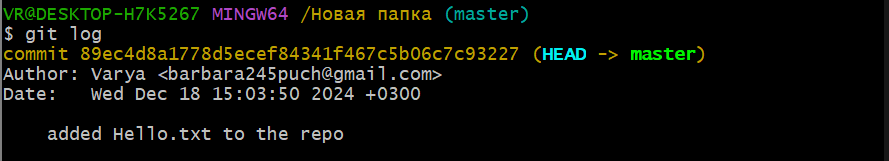 VR@DESKTOP-H7K5267 MINGW64 /Новая папка (master)
$ git log
commit 89ec4d8a1778d5ecef84341f467c5b06c7c93227 (HEAD -> master)
Author: Varya <barbara245puch@gmail.com>
Date:   Wed Dec 18 15:03:50 2024 +0300
    added Hello.txt to the repo